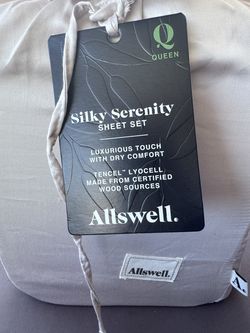 Q
QUEEN
Silky Serenity
SHEET SET
LUXURIOUS TOUCH
WITH DRY COMFORT
TENCEL™ LYOCELL
MADE FROM CERTIFIED
WOOD SOURCES
Allswell.
Allswell.
A.